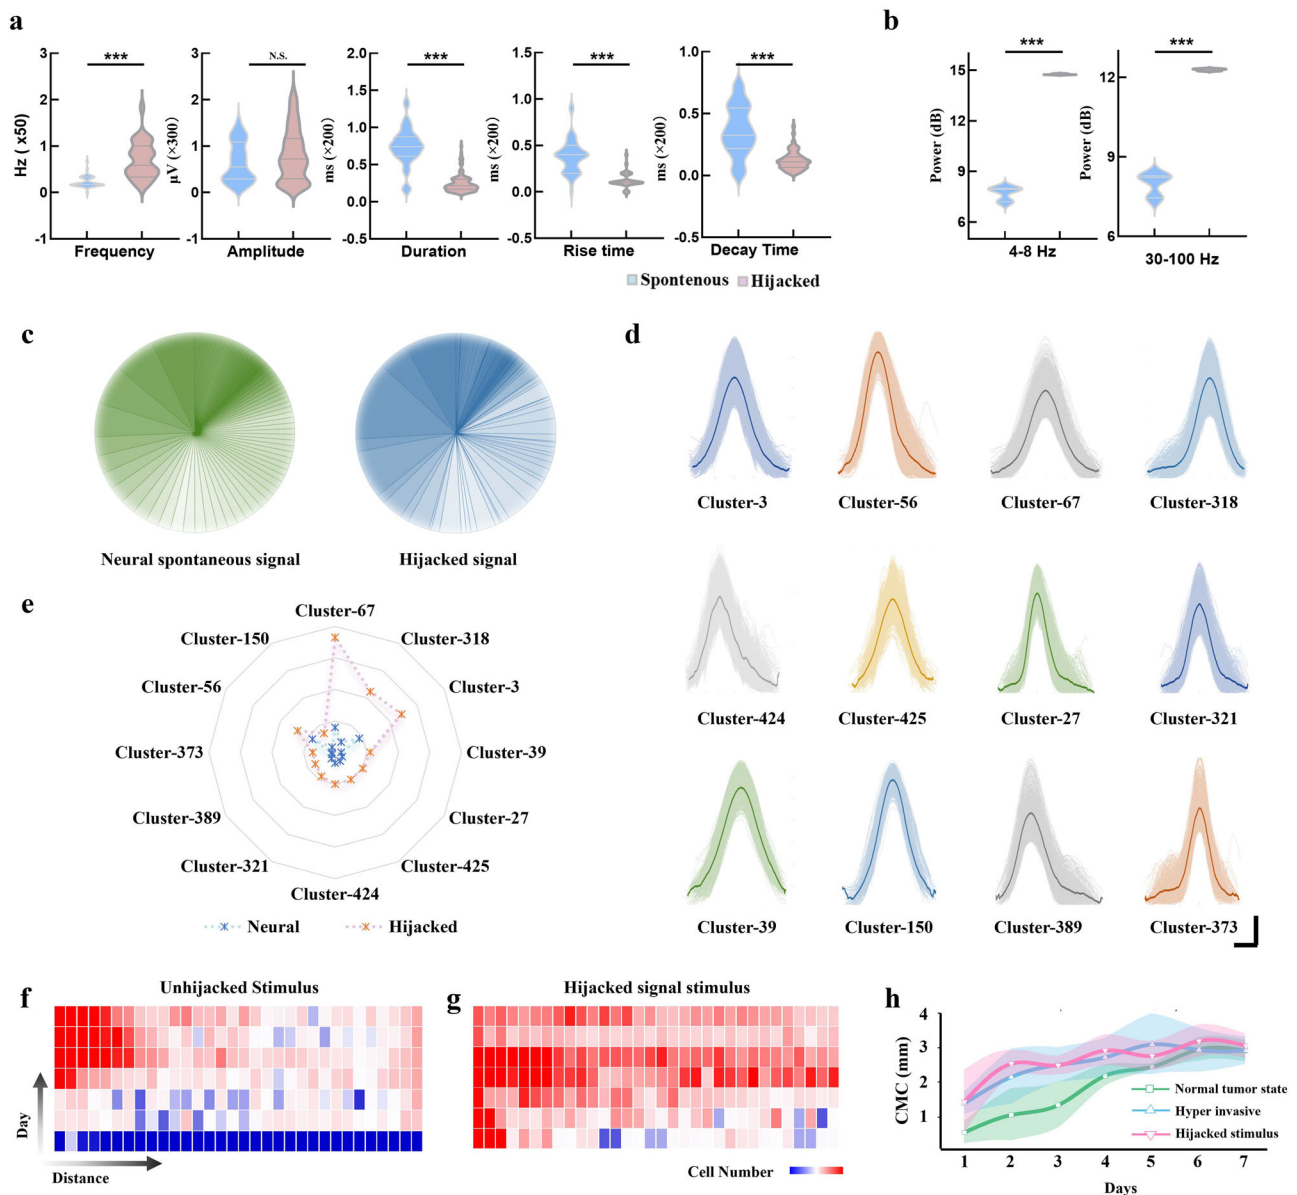 a
b
3
2
1
0
-1
Hz ( x50)
***
Frequency
3
2
1
0
-1
μV (×300)
N.S.
Amplitude
2.0
1.5
1.0
0.5
0.0
-0.5
ms (×200)
***
Duration
1.5
1.0
0.5
0.0
-0.5
ms (×200)
***
Rise time
1.0
0.5
0.0
-0.5
ms (×200)
***
Decay Time
Spontenous
Hijacked
15
12
9
6
Power (dB)
***
4-8 Hz
12
9
6
Power (dB)
***
30-100 Hz
c
Neural spontaneous signal
Hijacked signal
d
Cluster-3
Cluster-56
Cluster-67
Cluster-318
Cluster-424
Cluster-425
Cluster-27
Cluster-321
Cluster-39
Cluster-150
Cluster-389
Cluster-373
e
Cluster-67
Cluster-150
Cluster-318
Cluster-56
Cluster-3
Cluster-373
Cluster-39
Cluster-389
Cluster-27
Cluster-321
Cluster-425
Cluster-424
Neural
Hijacked
f
Unhijacked Stimulus
Day
Distance
g
Hijacked signal stimulus
Cell Number
h
CMC (mm)
4
3
2
1
Normal tumor state
Hyper invasive
Hijacked stimulus
1 2 3 4 5 6 7
Days